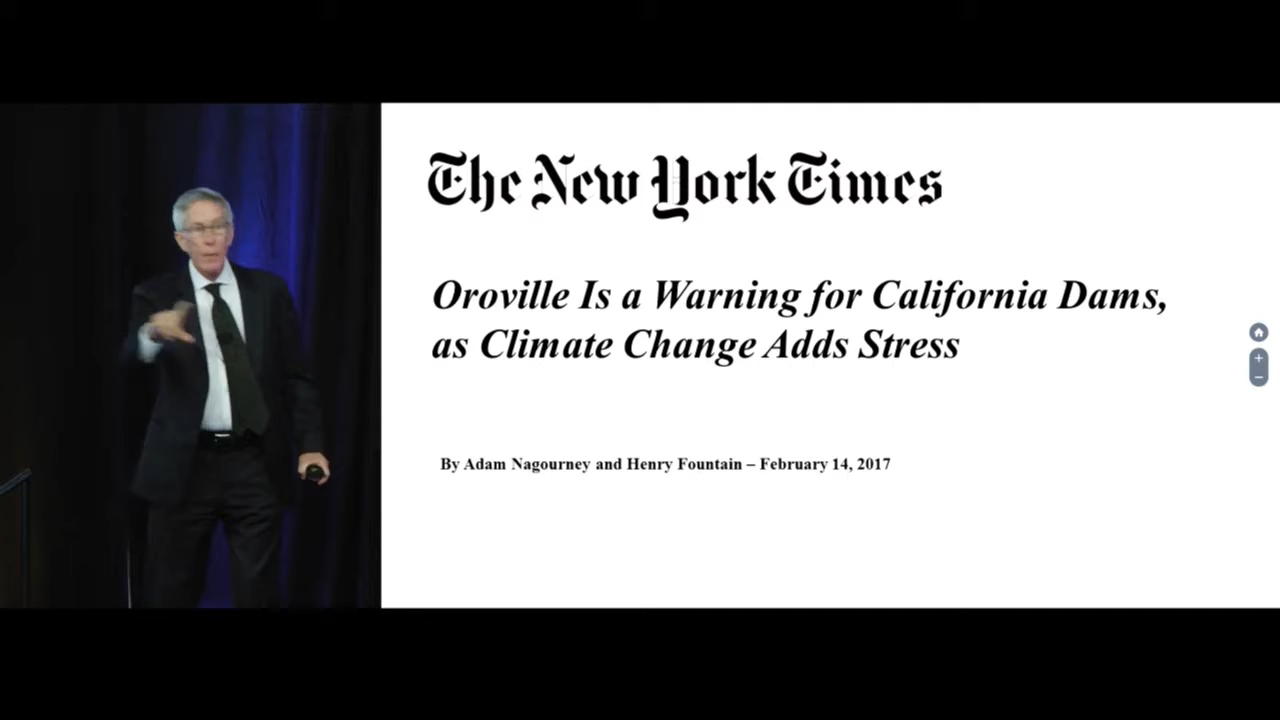 The New York Times
Oroville Is a Warning for California Dams,
as Climate Change Adds Stress
By Adam Nagourney and Henry Fountain – February 14, 2017